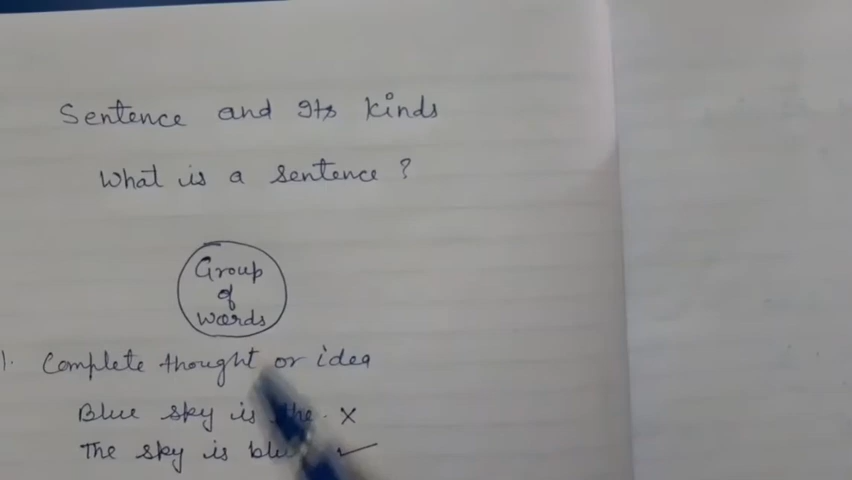 Sentence and Its kinds
What is a sentence ?
Group
of
words
1. Complete thought or idea
Blue sky is the. x
The sky is blue ✓